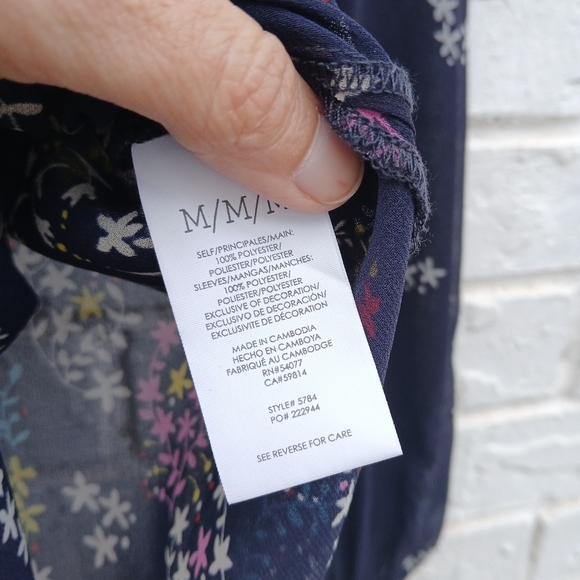 M/M/M
SELF/PRINCIPALES/MAIN:
100% POLYESTER/
POLIESTER/POLYESTER
SLEEVES/MANGAS/MANCHES:
100% POLYESTER/
POLIESTER/POLYESTER
EXCLUSIVE OF DECORATION/
EXCLUSIVO DE DECORACIÓN/
EXCLUSIVITE DE DÉCORATION
MADE IN CAMBODIA
HECHO EN CAMBOYA
FABRIQUÉ AU CAMBODGE
RN#54077
CA#59814
STYLE# 5784
PO# 222944
SEE REVERSE FOR CARE